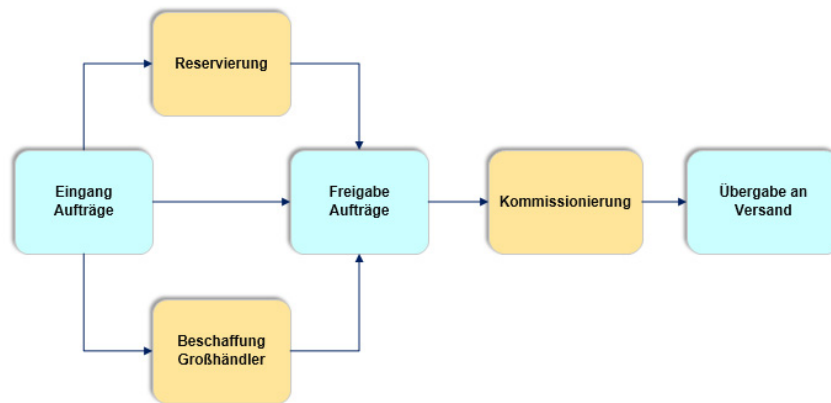 Reservierung
Eingang
Aufträge
Freigabe
Aufträge
Kommissionierung
Übergabe an
Versand
Beschaffung
Großhändler